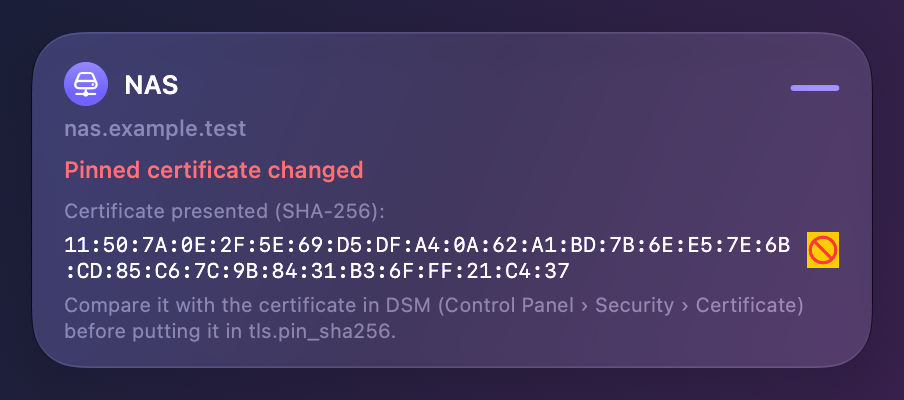 NAS
nas.example.test
Pinned certificate changed
Certificate presented (SHA-256):
11:50:7A:0E:2F:5E:69:D5:DF:A4:0A:62:A1:BD:7B:6E:E5:7E:6B
:CD:85:C6:7C:9B:84:31:B3:6F:FF:21:C4:37
Compare it with the certificate in DSM (Control Panel › Security › Certificate)
before putting it in tls.pin_sha256.